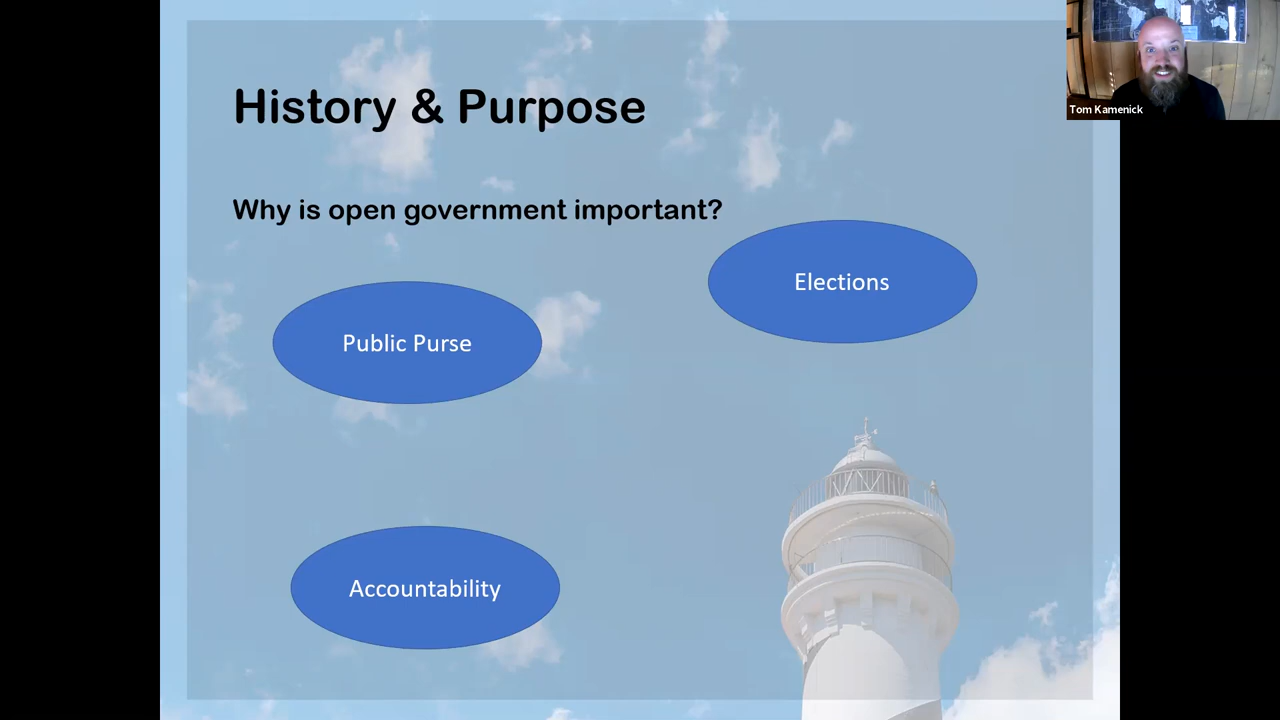 History & Purpose
Tom Kamenick
Why is open government important?
Elections
Public Purse
Accountability